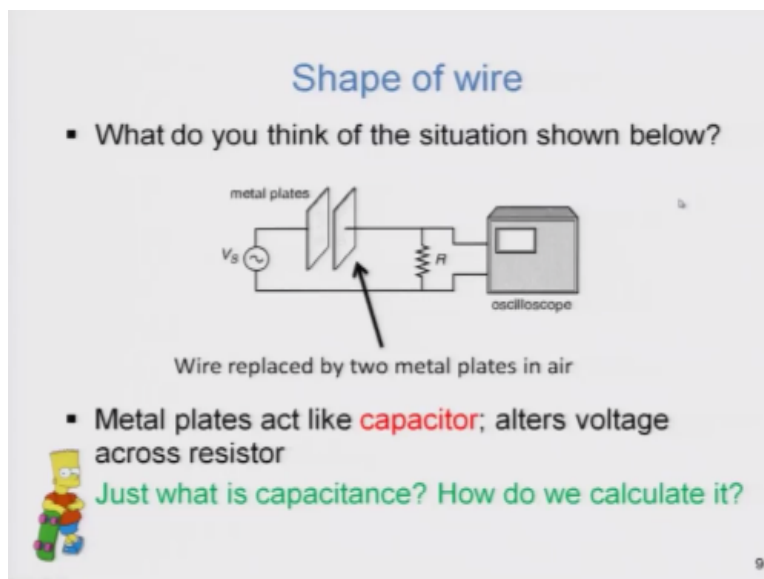 Shape of wire
▪ What do you think of the situation shown below?
metal plates
VS
R
oscilloscope
Wire replaced by two metal plates in air
▪ Metal plates act like capacitor; alters voltage
across resistor
Just what is capacitance? How do we calculate it?
9